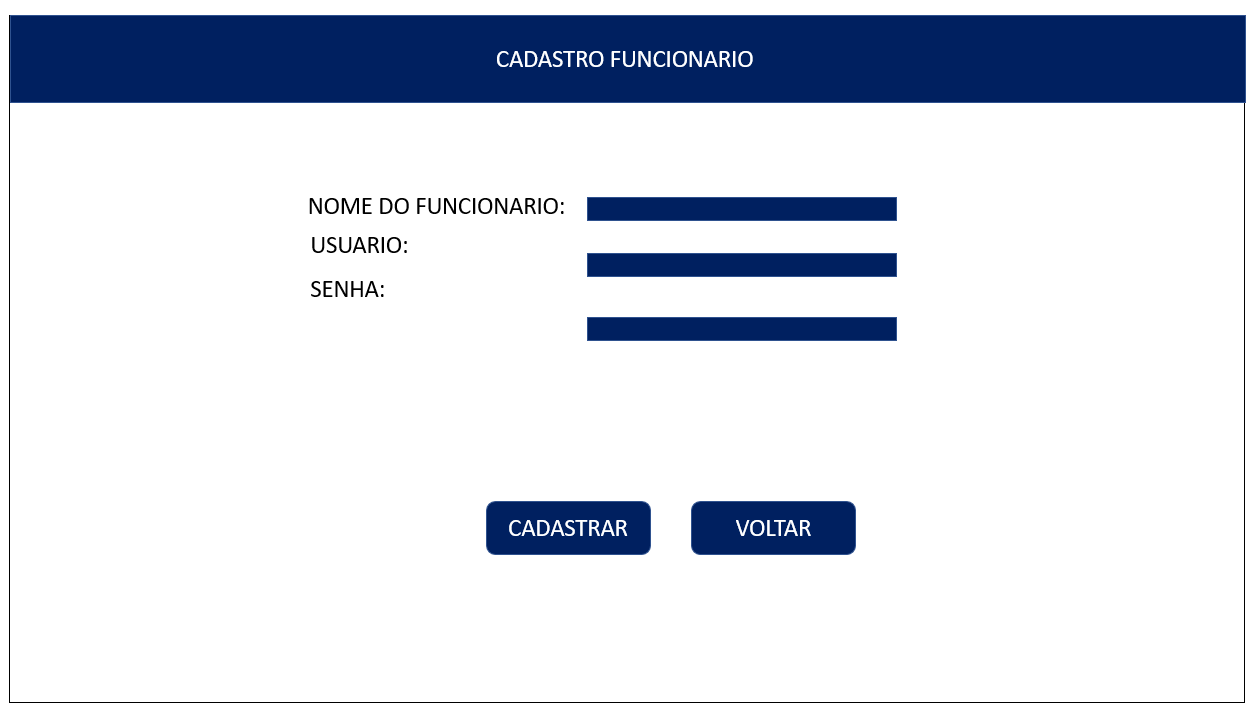 CADASTRO FUNCIONARIO
NOME DO FUNCIONARIO:
USUARIO:
SENHA:
CADASTRAR
VOLTAR